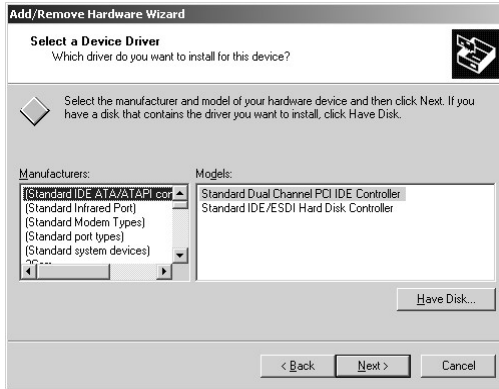 Add/Remove Hardware Wizard
Select a Device Driver
Which driver do you want to install for this device?
Select the manufacturer and model of your hardware device and then click Next. If you
have a disk that contains the driver you want to install, click Have Disk.
Manufacturers:
Models:
(Standard IDE ATA/ATAPI con
(Standard Infrared Port)
(Standard Modem Types)
(Standard port types)
(Standard system devices)
Standard Dual Channel PCI IDE Controller
Standard IDE/ESDI Hard Disk Controller
Have Disk...
< Back
Next >
Cancel